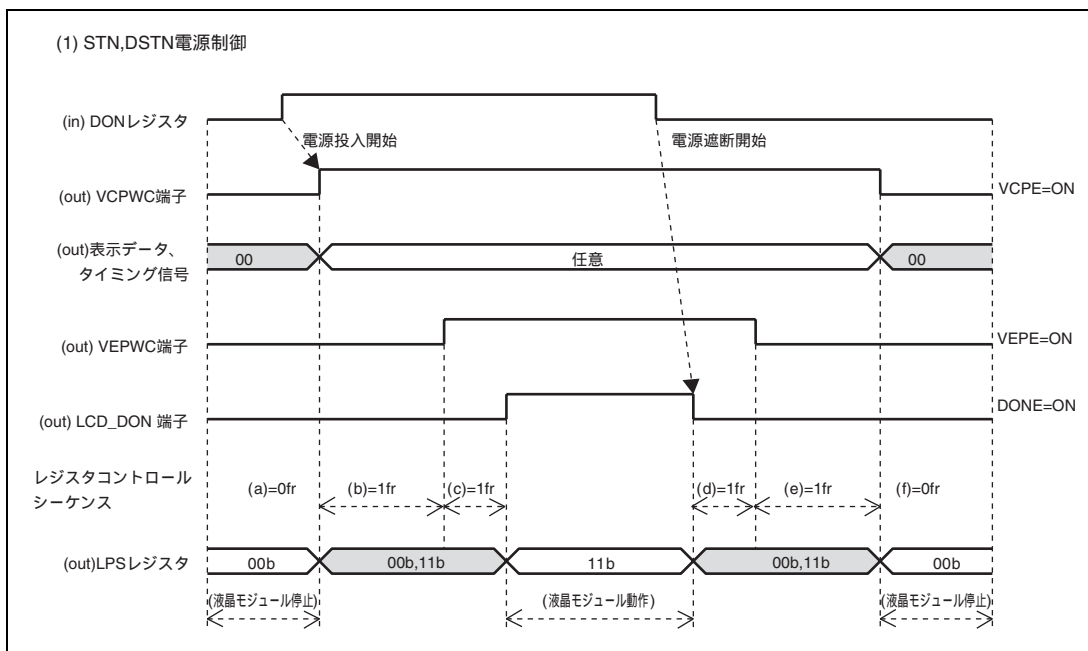 (1) STN,DSTN電源制御
(in) DONレジスタ
電源投入開始
電源遮断開始
(out) VCPWC端子
VCPE=ON
(out)表示データ、
タイミング信号
00
任意
00
(out) VEPWC端子
VEPE=ON
(out) LCD_DON 端子
DONE=ON
レジスタコントロール
シーケンス
(a)=0fr
(b)=1fr
(c)=1fr
(d)=1fr
(e)=1fr
(f)=0fr
(out)LPSレジスタ
00b
00b,11b
11b
00b,11b
00b
(液晶モジュール停止)
(液晶モジュール動作)
(液晶モジュール停止)